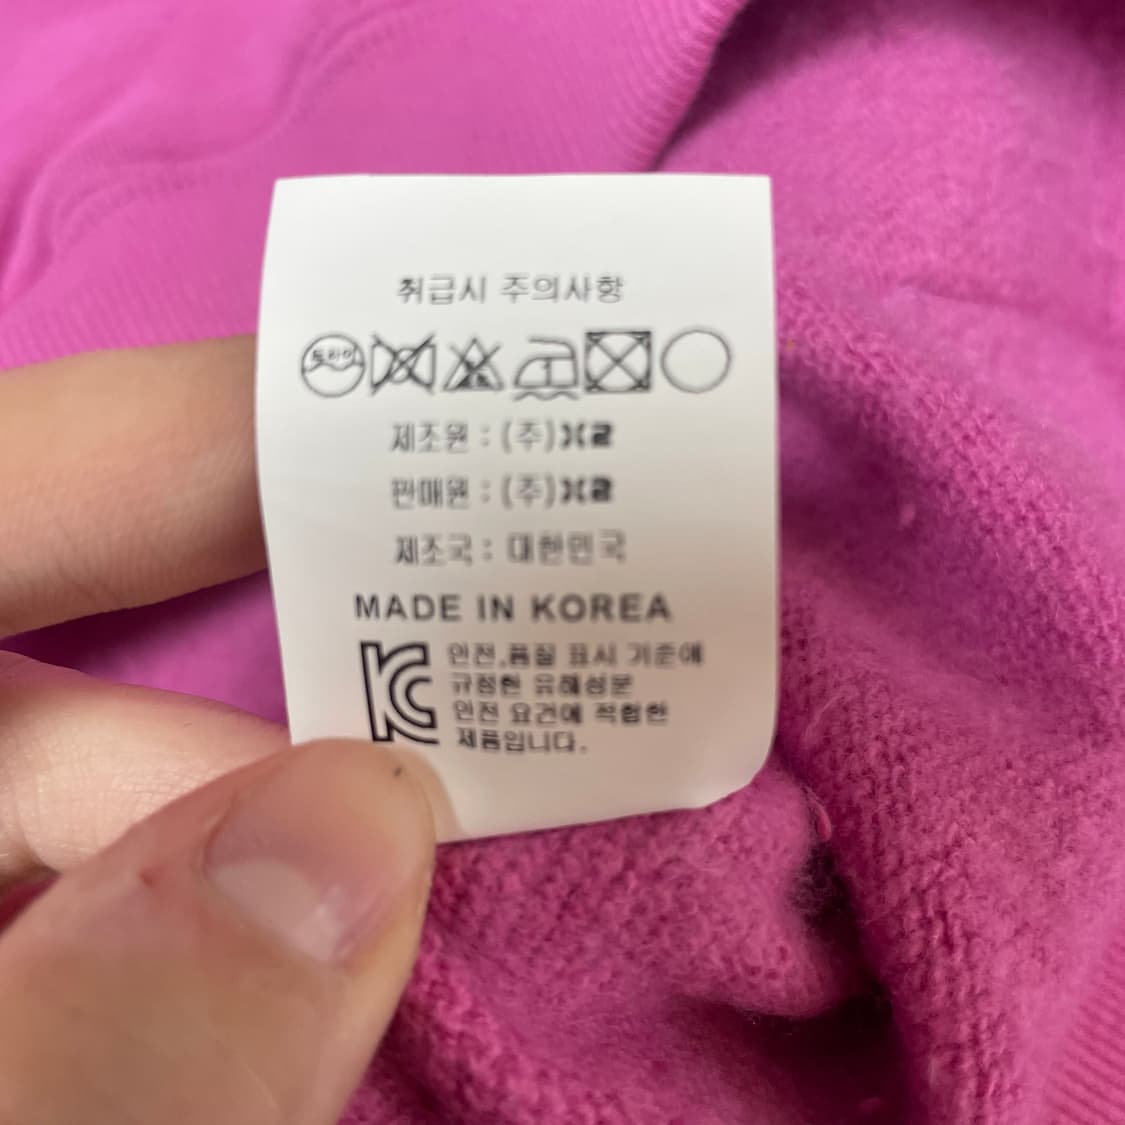 취급시 주의사항
드라이
제조원 : (주)X2
판매원 : (주)X2
제조국 : 대한민국
MADE IN KOREA
안전,품질 표시 기준에
규정한 유해성분
안전 요건에 적합한
제품입니다.